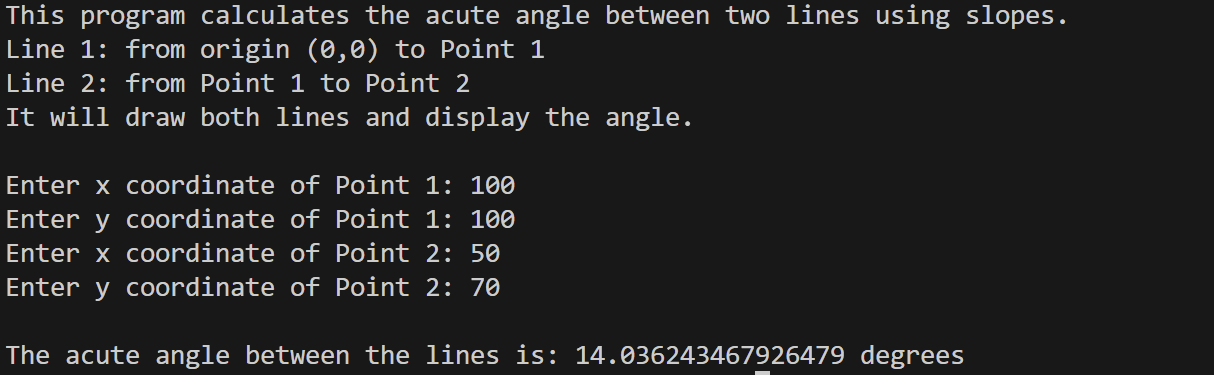 This program calculates the acute angle between two lines using slopes.
Line 1: from origin (0,0) to Point 1
Line 2: from Point 1 to Point 2
It will draw both lines and display the angle.
Enter x coordinate of Point 1: 100
Enter y coordinate of Point 1: 100
Enter x coordinate of Point 2: 50
Enter y coordinate of Point 2: 70
The acute angle between the lines is: 14.036243467926479 degrees